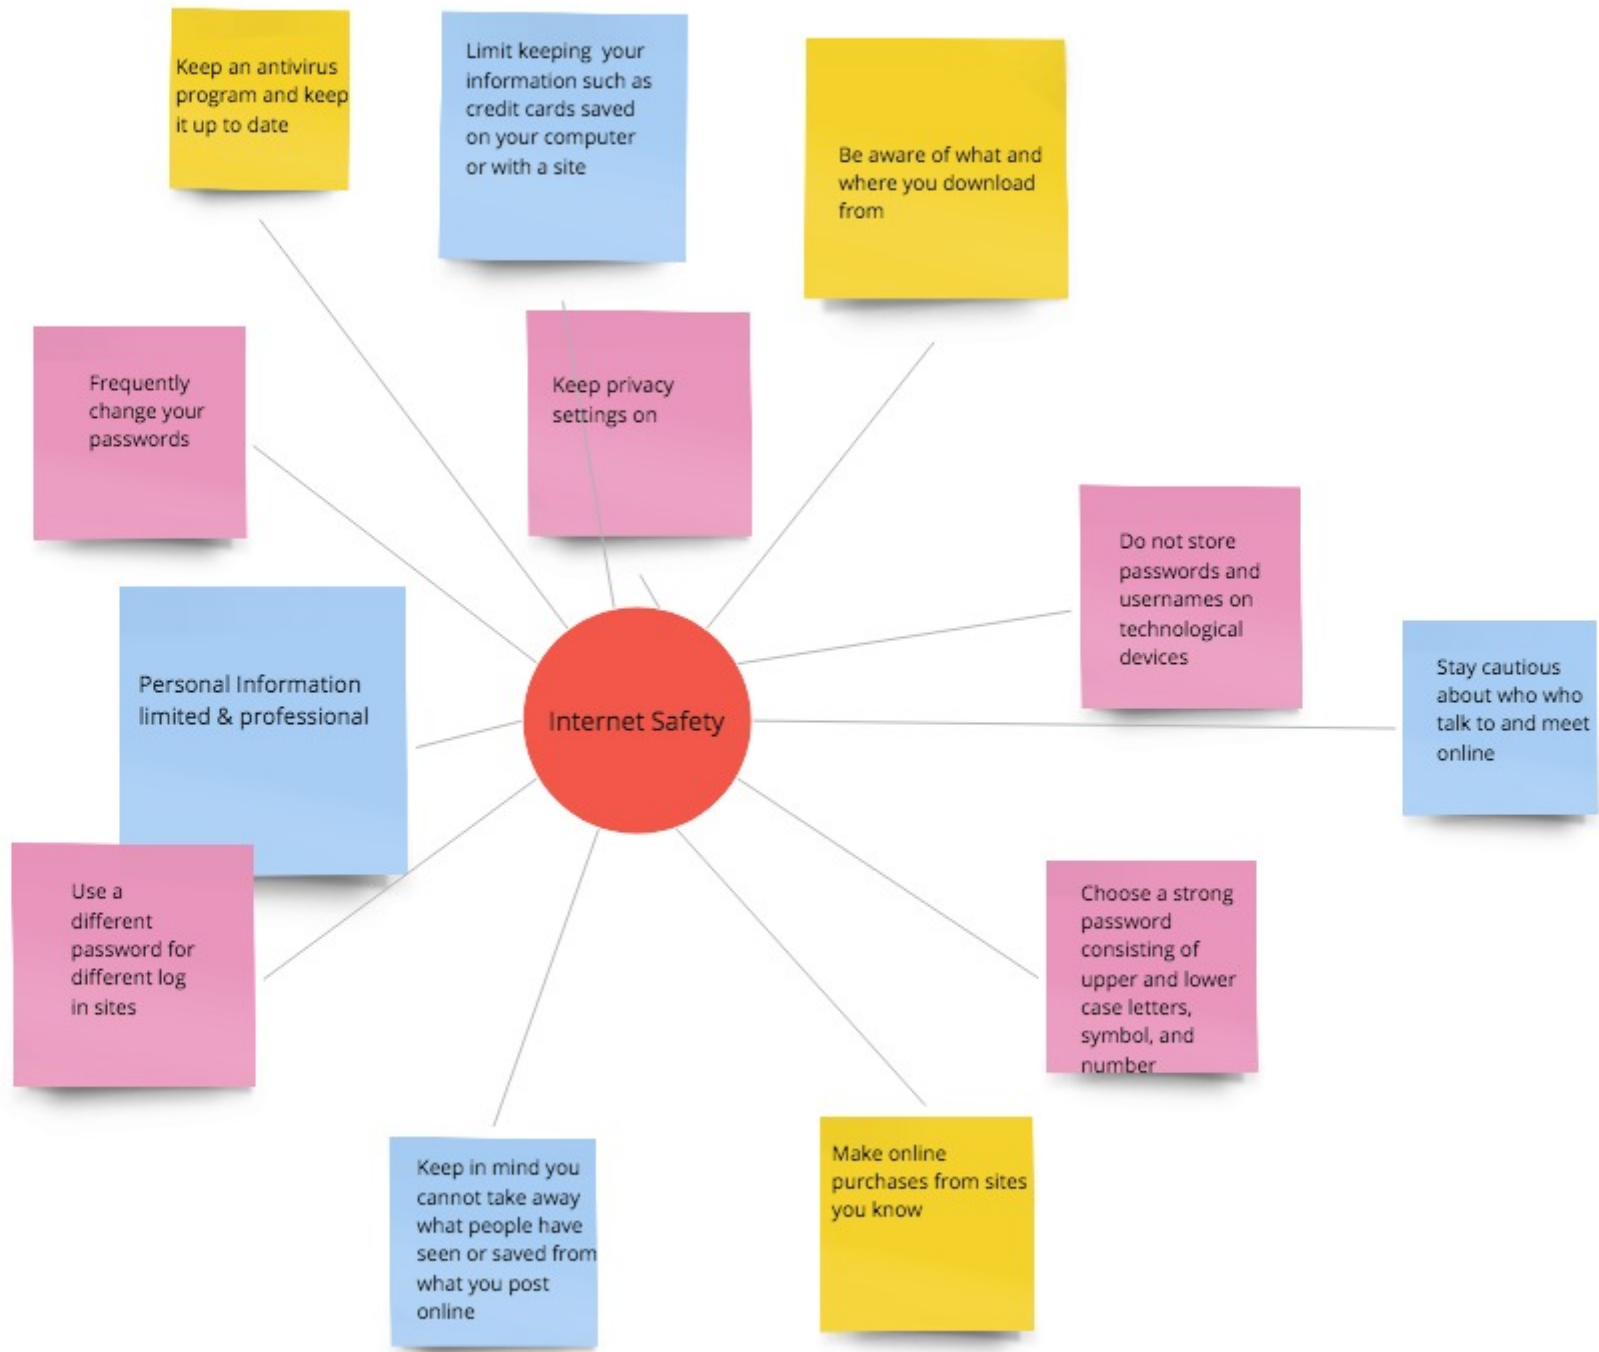 Keep an antivirus
program and keep
it up to date
Limit keeping  your
information such as
credit cards saved
on your computer
or with a site
Be aware of what and
where you download
from
Frequently
change your
passwords
Keep privacy
settings on
Do not store
passwords and
usernames on
technological
devices
Stay cautious
about who who
talk to and meet
online
Personal Information
limited & professional
Internet Safety
Use a
different
password for
different log
in sites
Choose a strong
password
consisting of
upper and lower
case letters,
symbol, and
number
Keep in mind you
cannot take away
what people have
seen or saved from
what you post
online
Make online
purchases from sites
you know